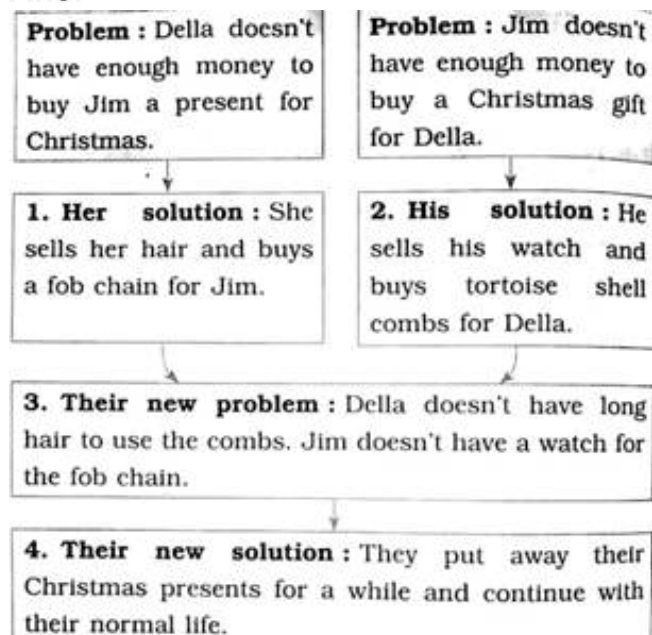 Problem : Della doesn't
have enough money to
buy Jim a present for
Christmas.
Problem : Jim doesn't
have enough money to
buy a Christmas gift
for Della.
1. Her solution : She
sells her hair and buys
a fob chain for Jim.
2. His solution : He
sells his watch and
buys tortoise shell
combs for Della.
3. Their new problem : Della doesn't have long
hair to use the combs. Jim doesn't have a watch for
the fob chain.
4. Their new solution : They put away their
Christmas presents for a while and continue with
their normal life.